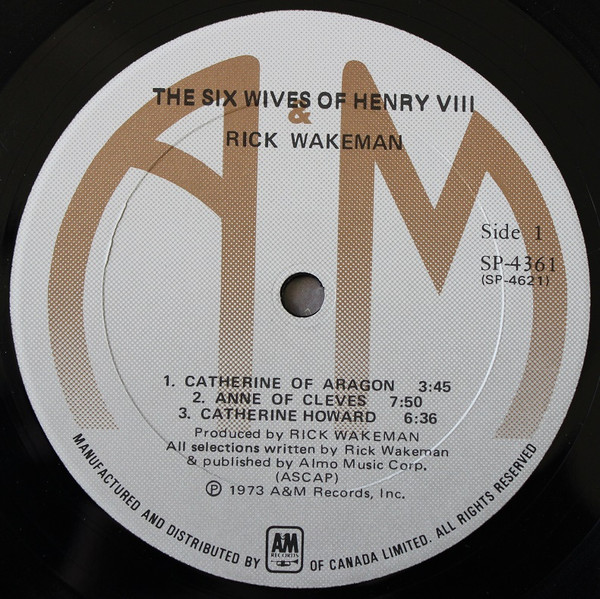 THE SIX WIVES OF HENRY VIII
&
RICK WAKEMAN
A M
Side 1
SP-4361
(SP-4621)
1. CATHERINE OF ARAGON 3:45
2. ANNE OF CLEVES 7:50
3. CATHERINE HOWARD 6:36
Produced by RICK WAKEMAN
All selections written by Rick Wakeman
& published by Almo Music Corp.
(ASCAP)
Ⓟ 1973 A&M Records, Inc.
MANUFACTURED AND DISTRIBUTED BY AM RECORDS OF CANADA LIMITED. ALL RIGHTS RESERVED